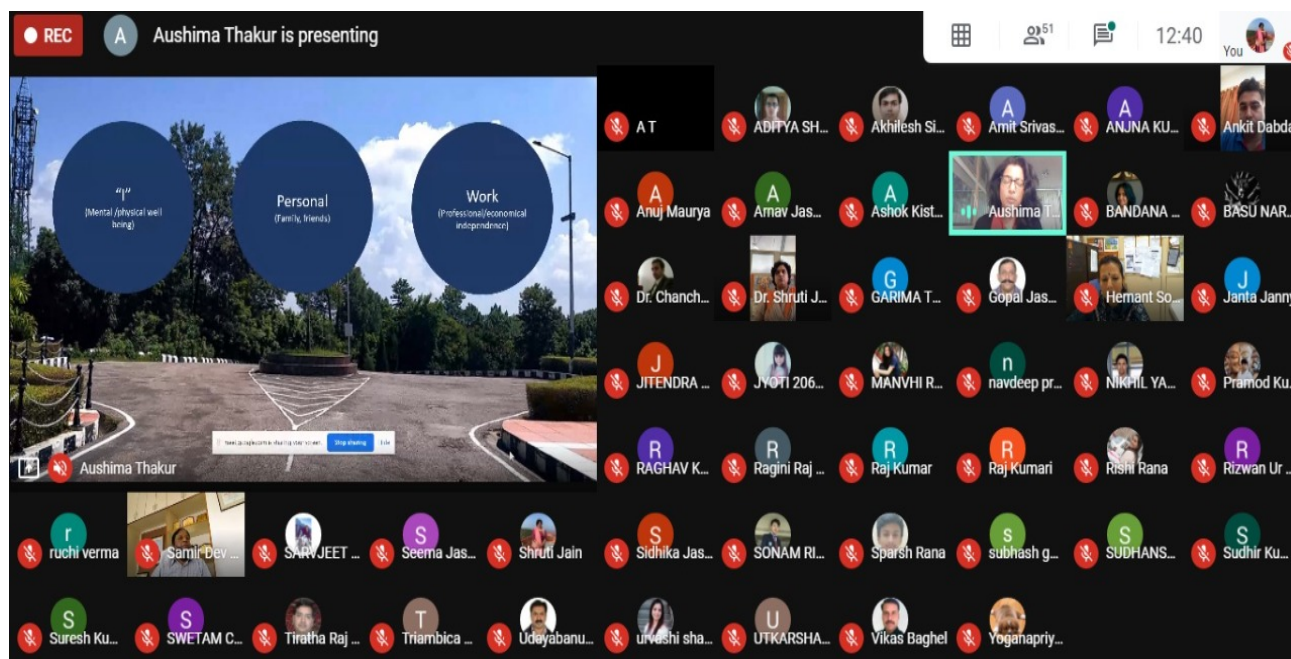 REC
A
Aushima Thakur is presenting
51
12:40
You
"I"
(Mental /physical well
being)
Personal
(Family, friends)
Work
(Professional/economical
independence)
Stop sharing
Hide
Aushima Thakur
A T
ADITYA SH...
Akhilesh Si...
A
Amit Srivas...
A
ANJNA KU...
Ankit Dabda
A
Anuj Maurya
A
Arnav Jas...
A
Ashok Kist...
Aushima T...
BANDANA ...
BASU NAR...
Dr. Chanch...
Dr. Shruti J...
G
GARIMA T...
Gopal Jas...
Hemant So...
J
Janta Janny
J
JITENDRA ...
JYOTI 206...
MANVHI R...
n
navdeep pr...
NIKHIL YA...
Pramod Ku...
R
RAGHAV K...
R
Ragini Raj ...
R
Raj Kumar
R
Raj Kumari
Rishi Rana
R
Rizwan Ur ...
r
ruchi verma
Samir Dev ...
SARVJEET ...
S
Seema Jas...
Shruti Jain
S
Sidhika Jas...
SONAM RI...
Sparsh Rana
s
subhash g...
S
SUDHANS...
S
Sudhir Ku...
S
Suresh Ku...
S
SWETAM C...
Tiratha Raj ...
T
Triambica ...
Udayabanu...
urvashi sha...
U
UTKARSHA...
Vikas Baghel
Yoganapriy...